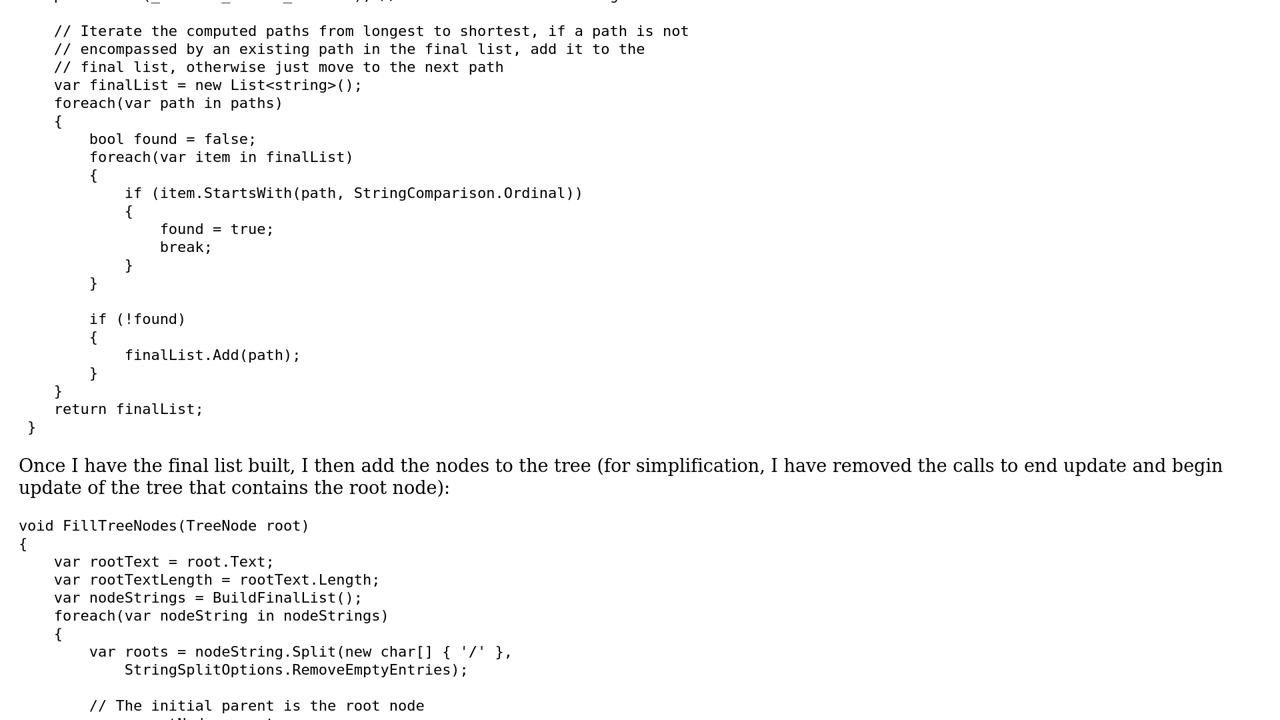 // Iterate the computed paths from longest to shortest, if a path is not
// encompassed by an existing path in the final list, add it to the
// final list, otherwise just move to the next path
var finalList = new List<string>();
foreach(var path in paths)
{
bool found = false;
foreach(var item in finalList)
{
if (item.StartsWith(path, StringComparison.Ordinal))
{
found = true;
break;
}
}
if (!found)
{
finalList.Add(path);
}
}
return finalList;
}
Once I have the final list built, I then add the nodes to the tree (for simplification, I have removed the calls to end update and begin
update of the tree that contains the root node):
void FillTreeNodes(TreeNode root)
{
var rootText = root.Text;
var rootTextLength = rootText.Length;
var nodeStrings = BuildFinalList();
foreach(var nodeString in nodeStrings)
{
var roots = nodeString.Split(new char[] { '/' },
StringSplitOptions.RemoveEmptyEntries);
// The initial parent is the root node